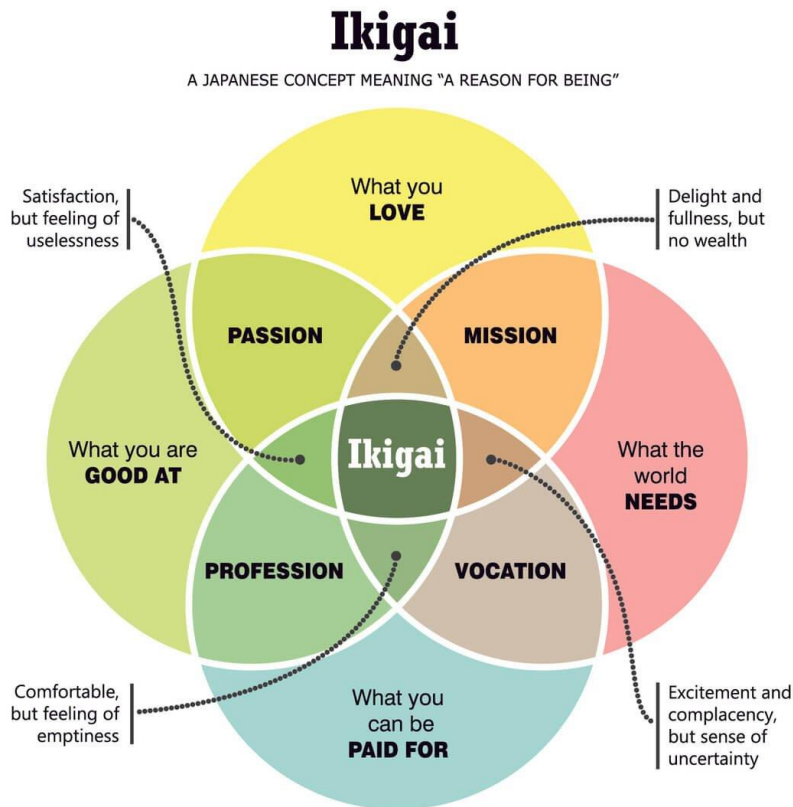 Ikigai
A JAPANESE CONCEPT MEANING “A REASON FOR BEING”
What you
LOVE
Satisfaction,
but feeling of
uselessness
Delight and
fullness, but
no wealth
PASSION
MISSION
What you are
GOOD AT
Ikigai
What the
world
NEEDS
PROFESSION
VOCATION
Comfortable,
but feeling of
emptiness
What you
can be
PAID FOR
Excitement and
complacency,
but sense of
uncertainty